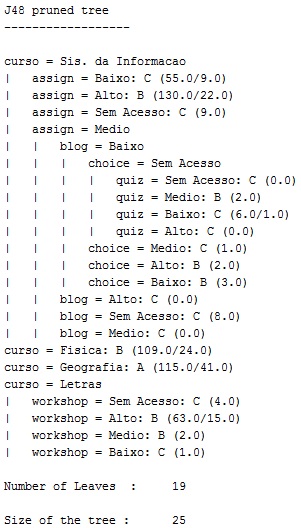 J48 pruned tree
------------------
curso = Sis. da Informacao
|   assign = Baixo: C (55.0/9.0)
|   assign = Alto: B (130.0/22.0)
|   assign = Sem Acesso: C (9.0)
|   assign = Medio
|   |   blog = Baixo
|   |   |   choice = Sem Acesso
|   |   |   |   quiz = Sem Acesso: C (0.0)
|   |   |   |   quiz = Medio: B (2.0)
|   |   |   |   quiz = Baixo: C (6.0/1.0)
|   |   |   |   quiz = Alto: C (0.0)
|   |   |   choice = Medio: C (1.0)
|   |   |   choice = Alto: B (2.0)
|   |   |   choice = Baixo: B (3.0)
|   |   blog = Alto: C (0.0)
|   |   blog = Sem Acesso: C (8.0)
|   |   blog = Medio: C (0.0)
curso = Fisica: B (109.0/24.0)
curso = Geografia: A (115.0/41.0)
curso = Letras
|   workshop = Sem Acesso: C (4.0)
|   workshop = Alto: B (63.0/15.0)
|   workshop = Medio: B (2.0)
|   workshop = Baixo: C (1.0)
Number of Leaves  :     19
Size of the tree :      25